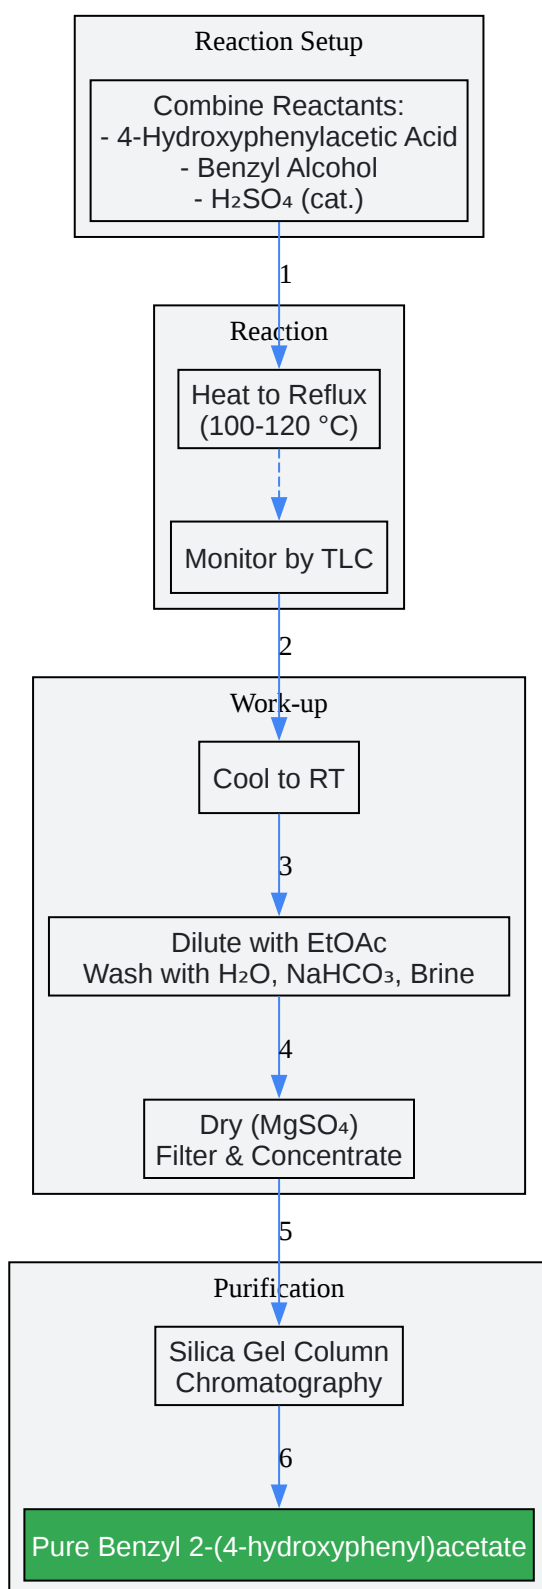 Reaction Setup
Combine Reactants:
- 4-Hydroxyphenylacetic Acid
- Benzyl Alcohol
- H₂SO₄ (cat.)
1
Reaction
Heat to Reflux
(100-120 °C)
Monitor by TLC
2
Work-up
Cool to RT
3
Dilute with EtOAc
Wash with H₂O, NaHCO₃, Brine
4
Dry (MgSO₄)
Filter & Concentrate
5
Purification
Silica Gel Column
Chromatography
6
Pure Benzyl 2-(4-hydroxyphenyl)acetate